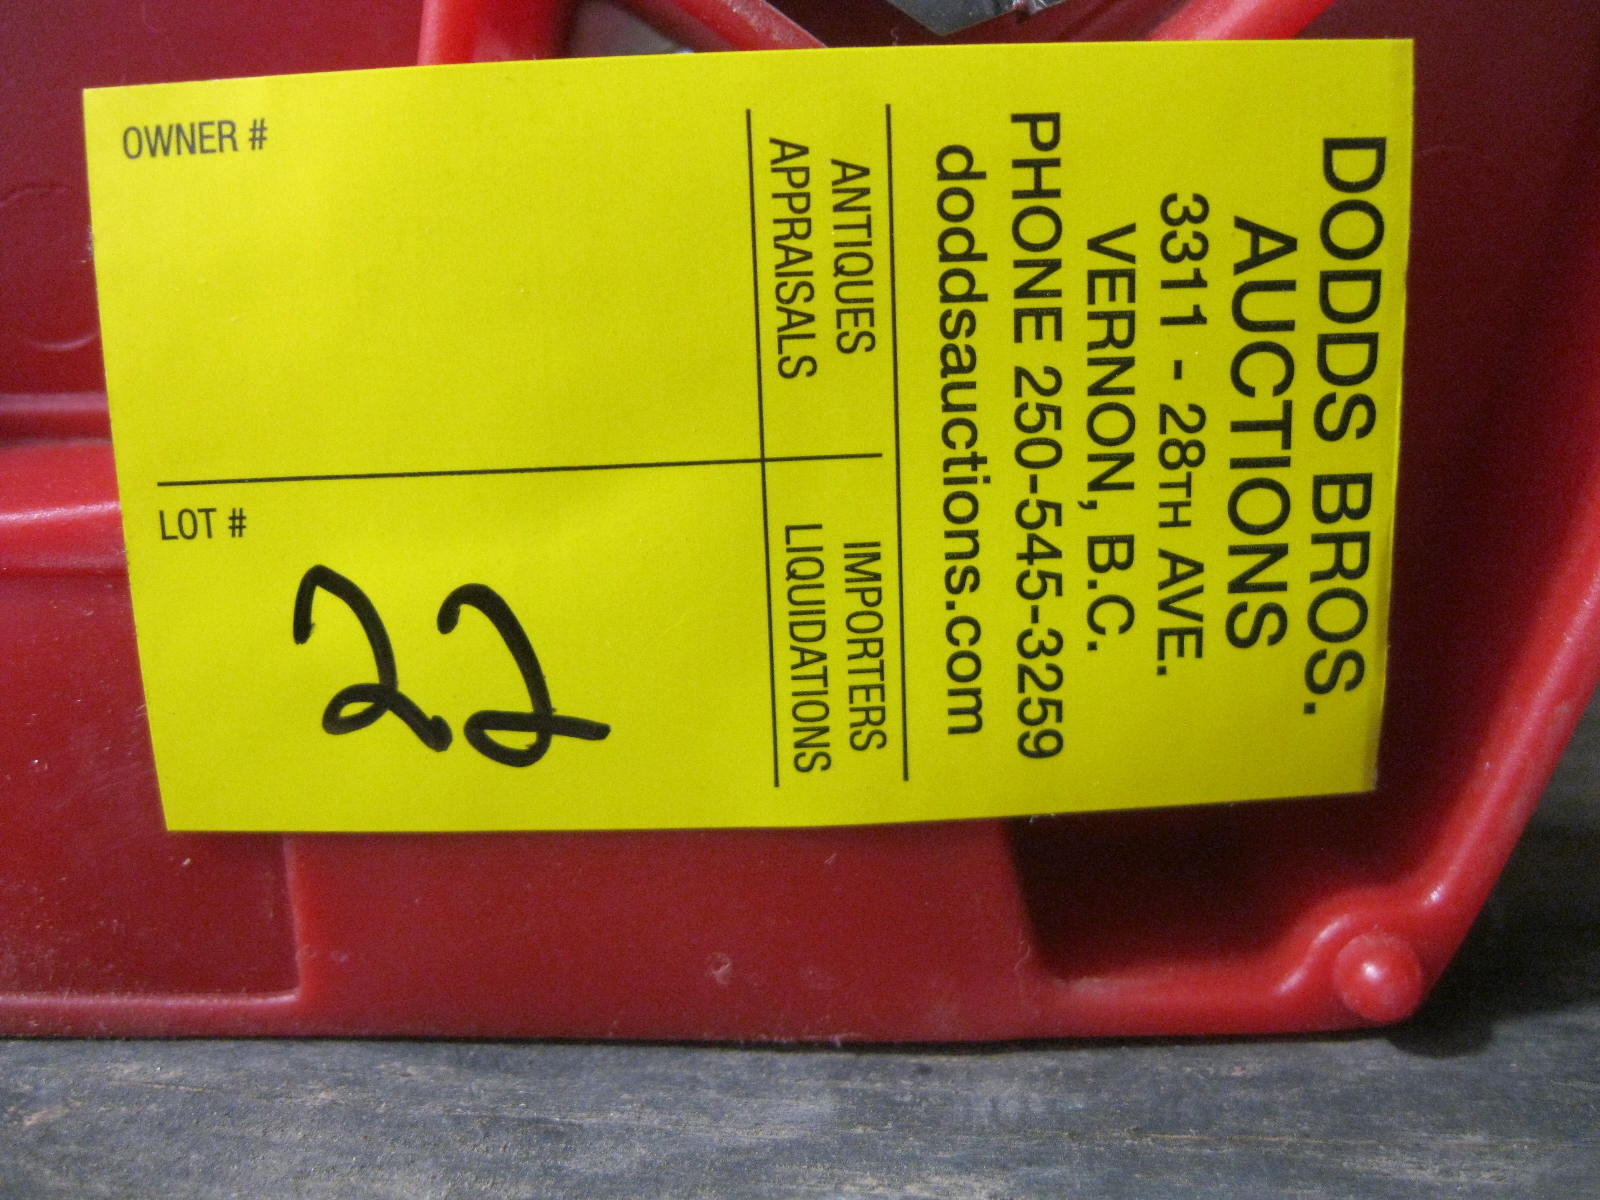 DODDS BROS.
AUCTIONS
3311 - 28TH AVE.
VERNON, B.C.
PHONE 250-545-3259
doddsauctions.com
ANTIQUES IMPORTERS
APPRAISALS LIQUIDATIONS
OWNER #
LOT #
22